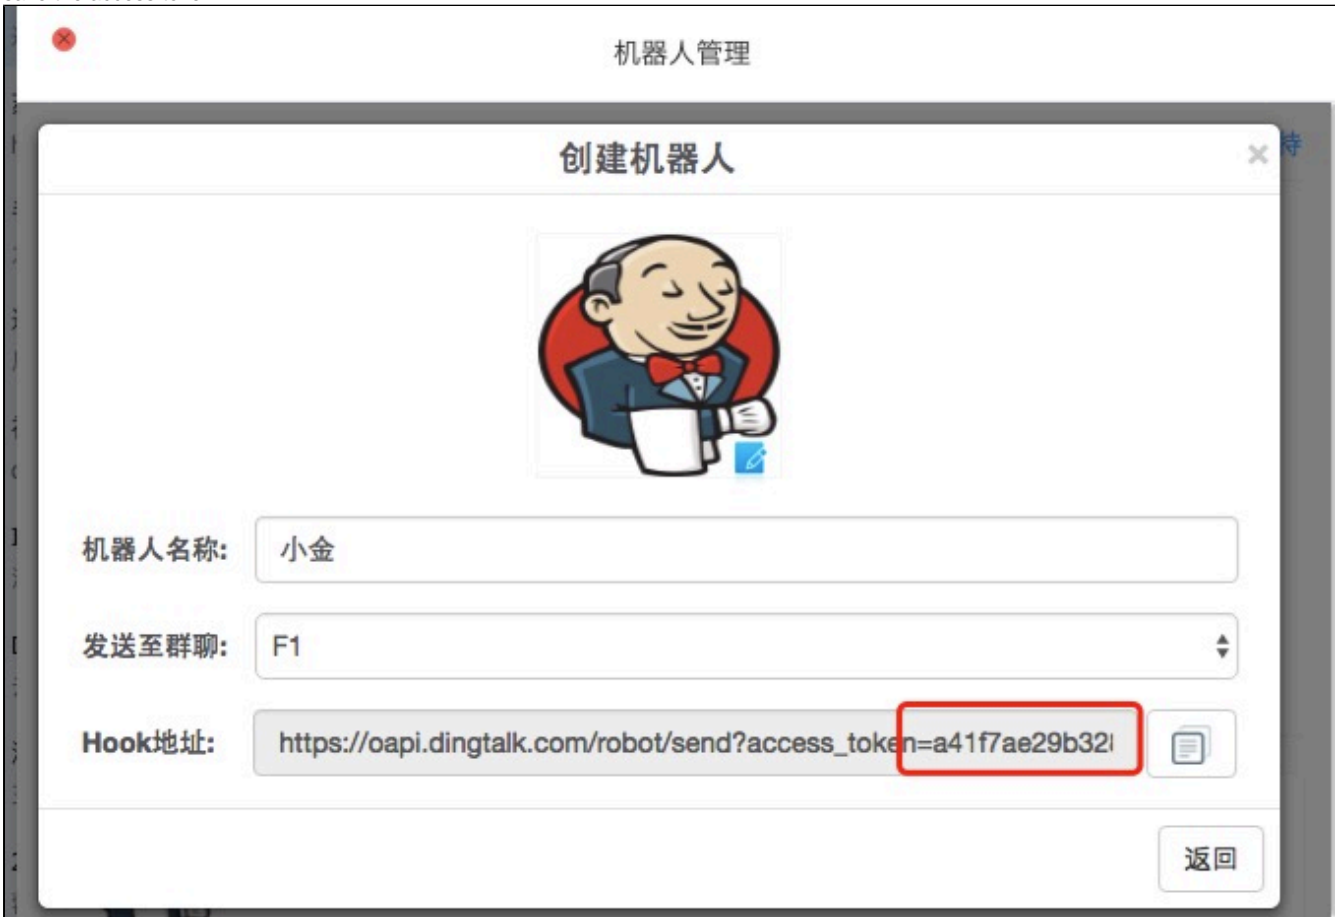 机器人管理
创建机器人
机器人名称: 小金
发送至群聊: F1
Hook地址: https://oapi.dingtalk.com/robot/send?access_token=a41f7ae29b32
返回